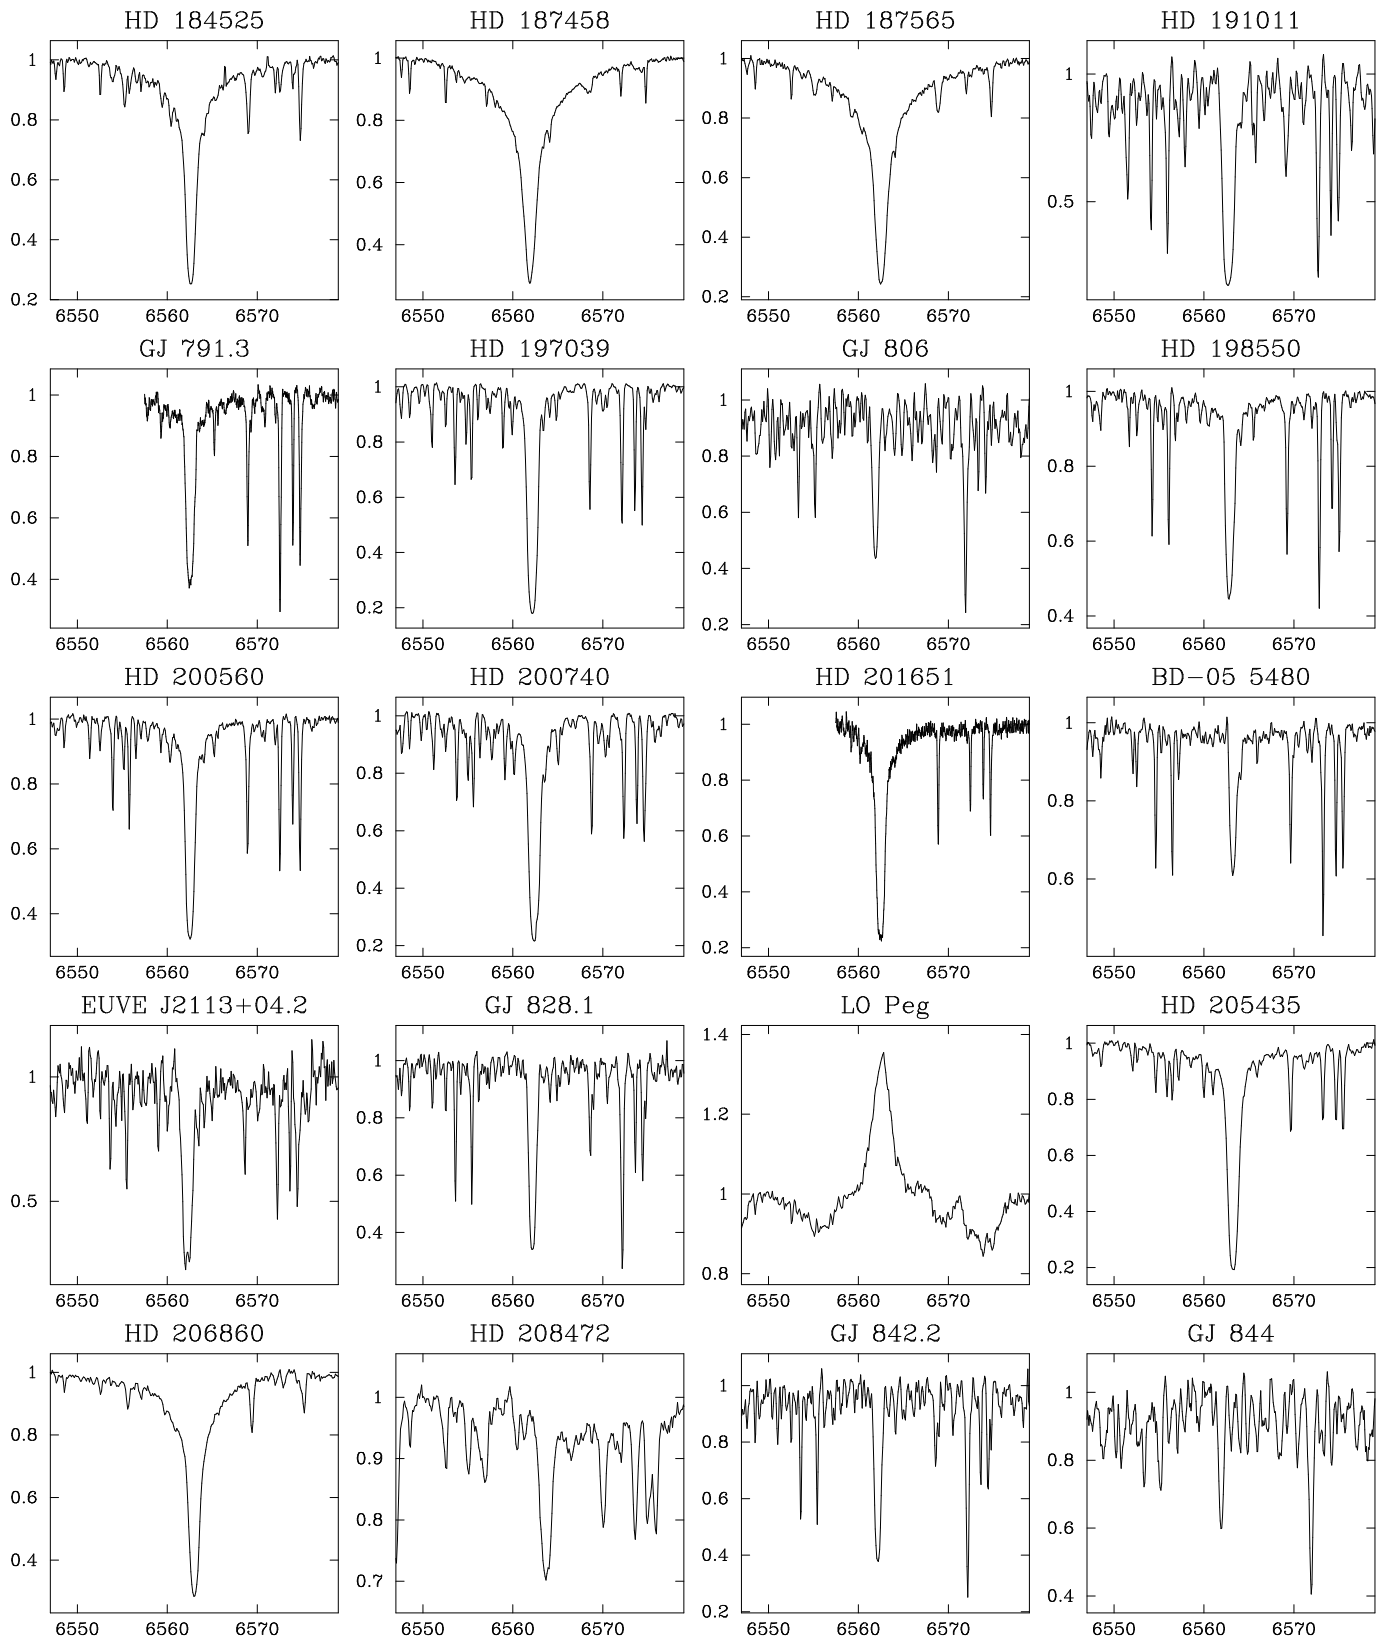 HD 184525 HD 187458 HD 187565 HD 191011
1 1 1 1
0.8 0.8 0.8
0.6 0.6 0.6 0.5
0.4 0.4 0.4
0.2 0.2
6550 6560 6570 6550 6560 6570 6550 6560 6570 6550 6560 6570
GJ 791.3 HD 197039 GJ 806 HD 198550
1 1 1 1
0.8 0.8 0.8 0.8
0.6 0.6 0.6 0.6
0.4 0.4 0.4 0.4
0.2 0.2
6550 6560 6570 6550 6560 6570 6550 6560 6570 6550 6560 6570
HD 200560 HD 200740 HD 201651 BD−05 5480
1 1 1 1
0.8 0.8 0.8 0.8
0.6 0.6 0.6 0.6
0.4 0.4 0.4
0.2 0.2
6550 6560 6570 6550 6560 6570 6550 6560 6570 6550 6560 6570
EUVE J2113+04.2 GJ 828.1 LO Peg HD 205435
1 1 1.4 1
0.8 1.2 0.8
0.5 0.6 1 0.6
0.4 0.8 0.4
0.2
6550 6560 6570 6550 6560 6570 6550 6560 6570 6550 6560 6570
HD 206860 HD 208472 GJ 842.2 GJ 844
1 1 1 1
0.8 0.9 0.8 0.8
0.6 0.8 0.6 0.6
0.4 0.7 0.4 0.4
0.2
6550 6560 6570 6550 6560 6570 6550 6560 6570 6550 6560 6570